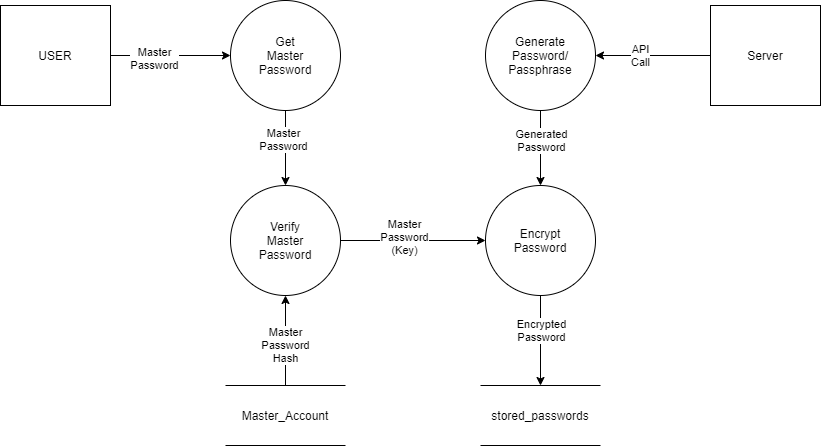 USER
Master
Password
Get
Master
Password
Generate
Password/
Passphrase
API
Call
Server
Master
Password
Generated
Password
Verify
Master
Password
Master
Password
(Key)
Encrypt
Password
Master
Password
Hash
Encrypted
Password
Master_Account
stored_passwords